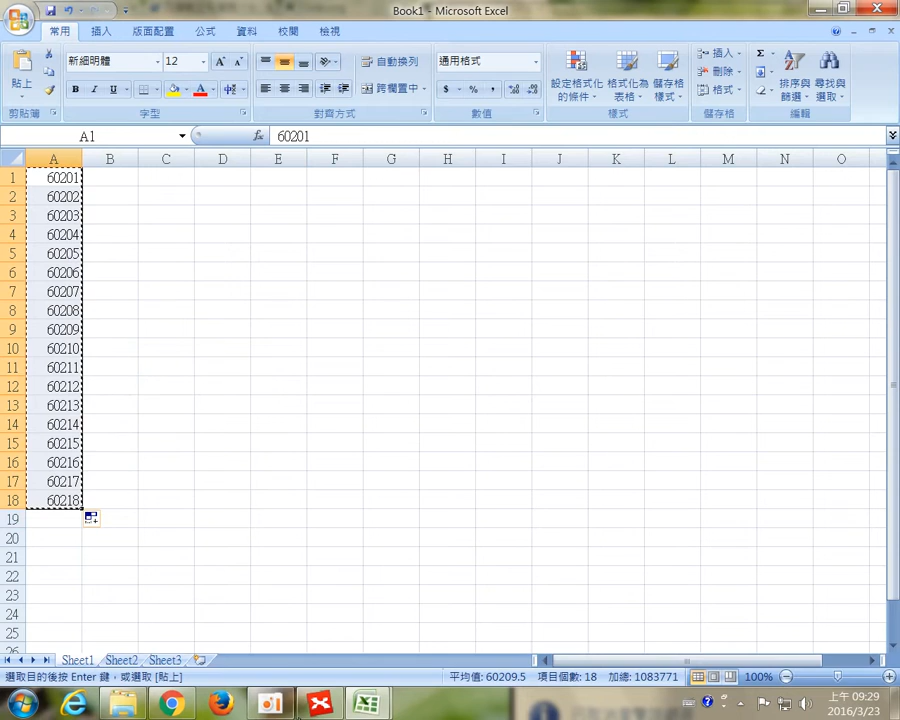 Book1 - Microsoft Excel
常用 插入 版面配置 公式 資料 校閱 檢視
貼上
剪貼簿
新細明體 12
B I U
字型
自動換列
跨欄置中
對齊方式
通用格式
$ % ,
數值
設定格式化的條件
格式化為表格
儲存格樣式
樣式
插入
刪除
格式
儲存格
Σ
排序與篩選
尋找與選取
編輯
A1 fx 60201
A B C D E F G H I J K L M N O
1 60201
2 60202
3 60203
4 60204
5 60205
6 60206
7 60207
8 60208
9 60209
10 60210
11 60211
12 60212
13 60213
14 60214
15 60215
16 60216
17 60217
18 60218
19
20
21
22
23
24
25
26
Sheet1 Sheet2 Sheet3
選取目的後按 Enter 鍵，或選取 [貼上] 平均值: 60209.5 項目個數: 18 加總: 1083771 100%
上午 09:29
2016/3/23